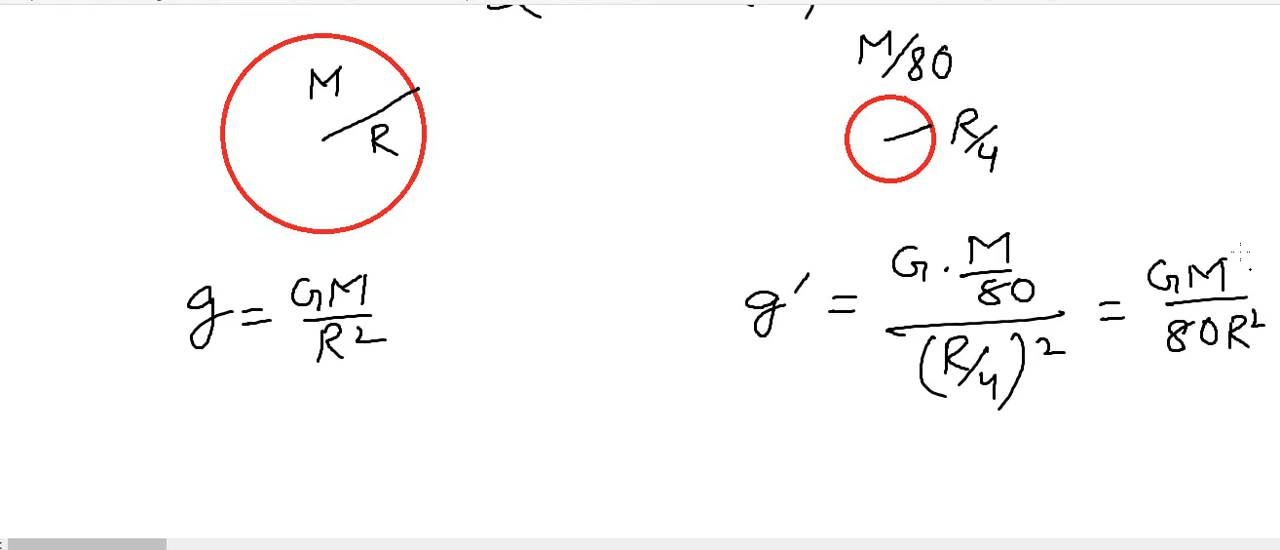 M
R
M/80
R/4
g = GM/R²
g′ = (G · M/80)/(R/4)² = GM/80R²